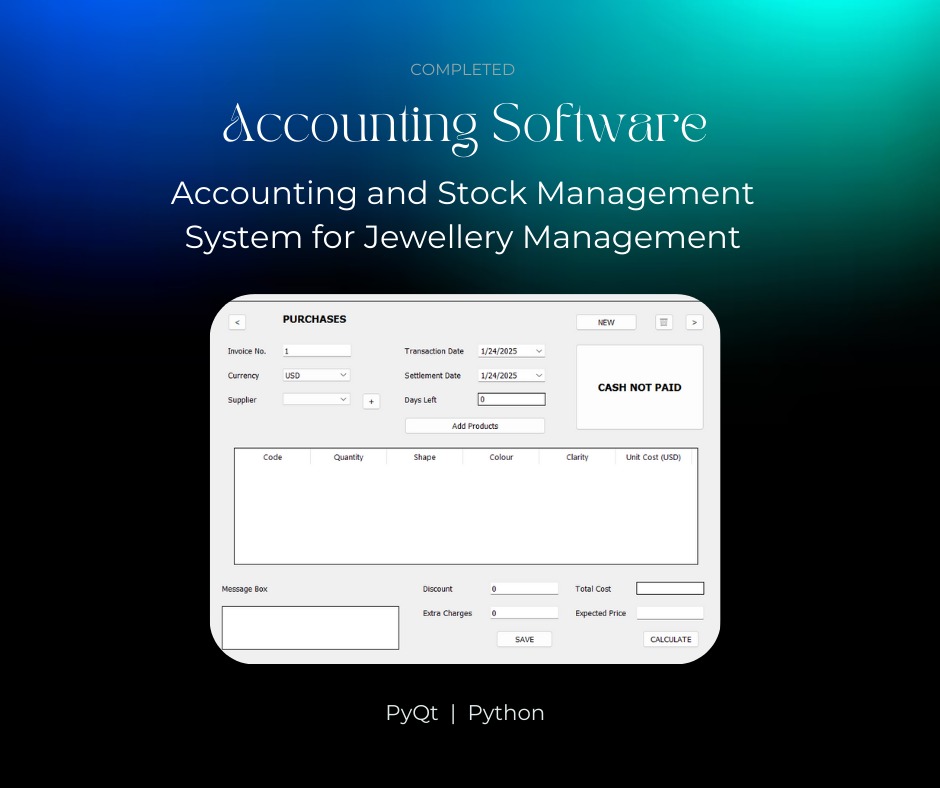 COMPLETED
Accounting Software
Accounting and Stock Management
System for Jewellery Management
< PURCHASES NEW >
Invoice No. 1 Transaction Date 1/24/2025
Currency USD Settlement Date 1/24/2025
CASH NOT PAID
Supplier + Days Left 0
Add Products
Code Quantity Shape Colour Clarity Unit Cost (USD)
Message Box Discount 0 Total Cost
Extra Charges 0 Expected Price
SAVE CALCULATE
PyQt | Python